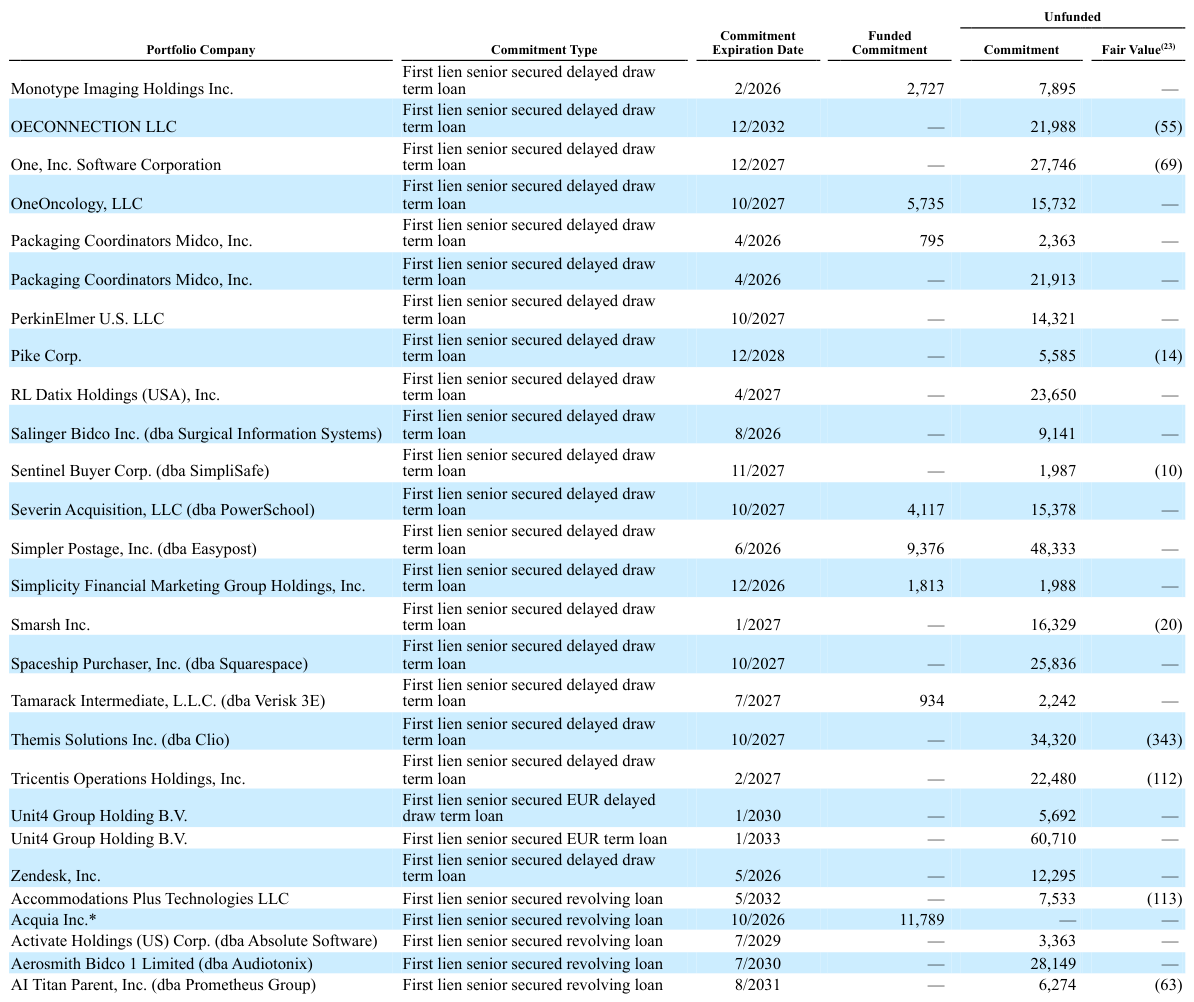 Unfunded
Portfolio Company Commitment Type Commitment Expiration Date Funded Commitment Commitment Fair Value(23)
First lien senior secured delayed draw
Monotype Imaging Holdings Inc. term loan 2/2026 2,727 7,895 —
First lien senior secured delayed draw
OECONNECTION LLC term loan 12/2032 — 21,988 (55)
First lien senior secured delayed draw
One, Inc. Software Corporation term loan 12/2027 — 27,746 (69)
First lien senior secured delayed draw
OneOncology, LLC term loan 10/2027 5,735 15,732 —
First lien senior secured delayed draw
Packaging Coordinators Midco, Inc. term loan 4/2026 795 2,363 —
First lien senior secured delayed draw
Packaging Coordinators Midco, Inc. term loan 4/2026 — 21,913 —
First lien senior secured delayed draw
PerkinElmer U.S. LLC term loan 10/2027 — 14,321 —
First lien senior secured delayed draw
Pike Corp. term loan 12/2028 — 5,585 (14)
First lien senior secured delayed draw
RL Datix Holdings (USA), Inc. term loan 4/2027 — 23,650 —
First lien senior secured delayed draw
Salinger Bidco Inc. (dba Surgical Information Systems) term loan 8/2026 — 9,141 —
First lien senior secured delayed draw
Sentinel Buyer Corp. (dba SimpliSafe) term loan 11/2027 — 1,987 (10)
First lien senior secured delayed draw
Severin Acquisition, LLC (dba PowerSchool) term loan 10/2027 4,117 15,378 —
First lien senior secured delayed draw
Simpler Postage, Inc. (dba Easypost) term loan 6/2026 9,376 48,333 —
First lien senior secured delayed draw
Simplicity Financial Marketing Group Holdings, Inc. term loan 12/2026 1,813 1,988 —
First lien senior secured delayed draw
Smarsh Inc. term loan 1/2027 — 16,329 (20)
First lien senior secured delayed draw
Spaceship Purchaser, Inc. (dba Squarespace) term loan 10/2027 — 25,836 —
First lien senior secured delayed draw
Tamarack Intermediate, L.L.C. (dba Verisk 3E) term loan 7/2027 934 2,242 —
First lien senior secured delayed draw
Themis Solutions Inc. (dba Clio) term loan 10/2027 — 34,320 (343)
First lien senior secured delayed draw
Tricentis Operations Holdings, Inc. term loan 2/2027 — 22,480 (112)
First lien senior secured EUR delayed
Unit4 Group Holding B.V. draw term loan 1/2030 — 5,692 —
Unit4 Group Holding B.V. First lien senior secured EUR term loan 1/2033 — 60,710 —
First lien senior secured delayed draw
Zendesk, Inc. term loan 5/2026 — 12,295 —
Accommodations Plus Technologies LLC First lien senior secured revolving loan 5/2032 — 7,533 (113)
Acquia Inc.* First lien senior secured revolving loan 10/2026 11,789 — —
Activate Holdings (US) Corp. (dba Absolute Software) First lien senior secured revolving loan 7/2029 — 3,363 —
Aerosmith Bidco 1 Limited (dba Audiotonix) First lien senior secured revolving loan 7/2030 — 28,149 —
AI Titan Parent, Inc. (dba Prometheus Group) First lien senior secured revolving loan 8/2031 — 6,274 (63)